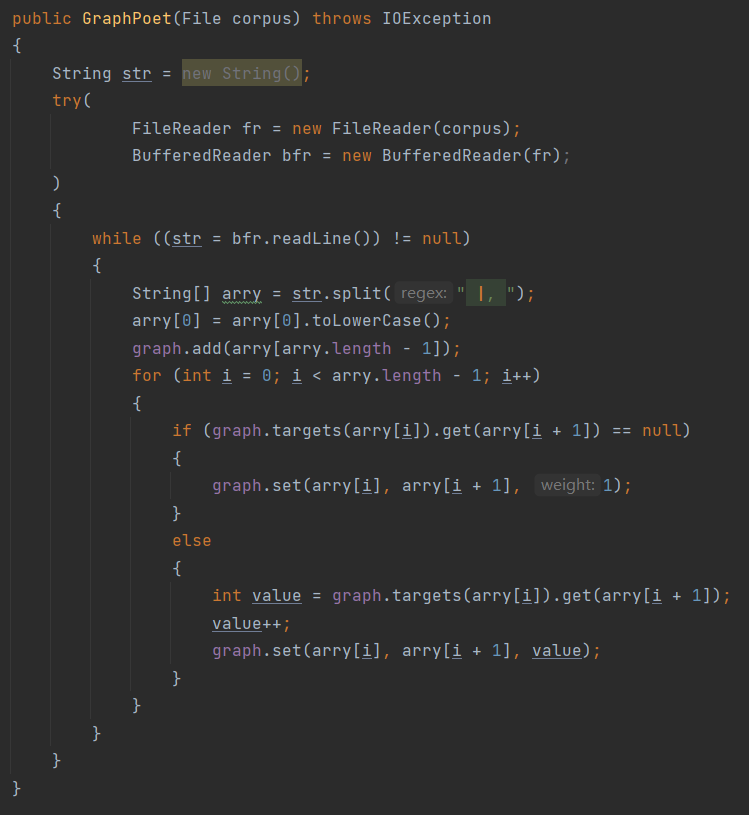 public GraphPoet(File corpus) throws IOException
{
    String str = new String();
    try(
            FileReader fr = new FileReader(corpus);
            BufferedReader bfr = new BufferedReader(fr);
    )
    {
        while ((str = bfr.readLine()) != null)
        {
            String[] arry = str.split( regex: " |, ");
            arry[0] = arry[0].toLowerCase();
            graph.add(arry[arry.length - 1]);
            for (int i = 0; i < arry.length - 1; i++)
            {
                if (graph.targets(arry[i]).get(arry[i + 1]) == null)
                {
                    graph.set(arry[i], arry[i + 1], weight: 1);
                }
                else
                {
                    int value = graph.targets(arry[i]).get(arry[i + 1]);
                    value++;
                    graph.set(arry[i], arry[i + 1], value);
                }
            }
        }
    }
}